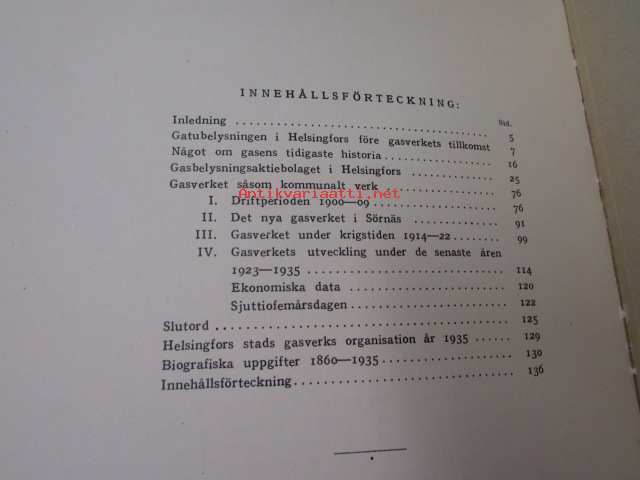 INNEHÅLLSFÖRTECKNING:
Sid.
Inledning . . . . . . . . . . . . . . . . . . . . . . . . . . . . . . . . . . . . . . 5
Gatubelysningen i Helsingfors före gasverkets tillkomst 7
Något om gasens tidigaste historia . . . . . . . . . . . . . . . . . . 16
Gasbelysningsaktiebolaget i Helsingfors . . . . . . . . . . . . . 25
Gasverket såsom kommunalt verk . . . . . . . . . . . . . . . . . . 76
I. Driftperioden 1900—09 . . . . . . . . . . . . . . . . . . 76
II. Det nya gasverket i Sörnäs . . . . . . . . . . . . . . . 91
III. Gasverket under krigstiden 1914—22 . . . . . . . . 99
IV. Gasverkets utveckling under de senaste åren
1923—1935 . . . . . . . . . . . . . . . . . . . . . . . . . . 114
Ekonomiska data . . . . . . . . . . . . . . . . . . . . . 120
Sjuttiofemårsdagen . . . . . . . . . . . . . . . . . . . . 122
Slutord . . . . . . . . . . . . . . . . . . . . . . . . . . . . . . . . . . . . . 125
Helsingfors stads gasverks organisation år 1935 . . . . . . 129
Biografiska uppgifter 1860—1935 . . . . . . . . . . . . . . . . . 130
Innehållsförteckning . . . . . . . . . . . . . . . . . . . . . . . . . . . 136
Antikvariaatti.net